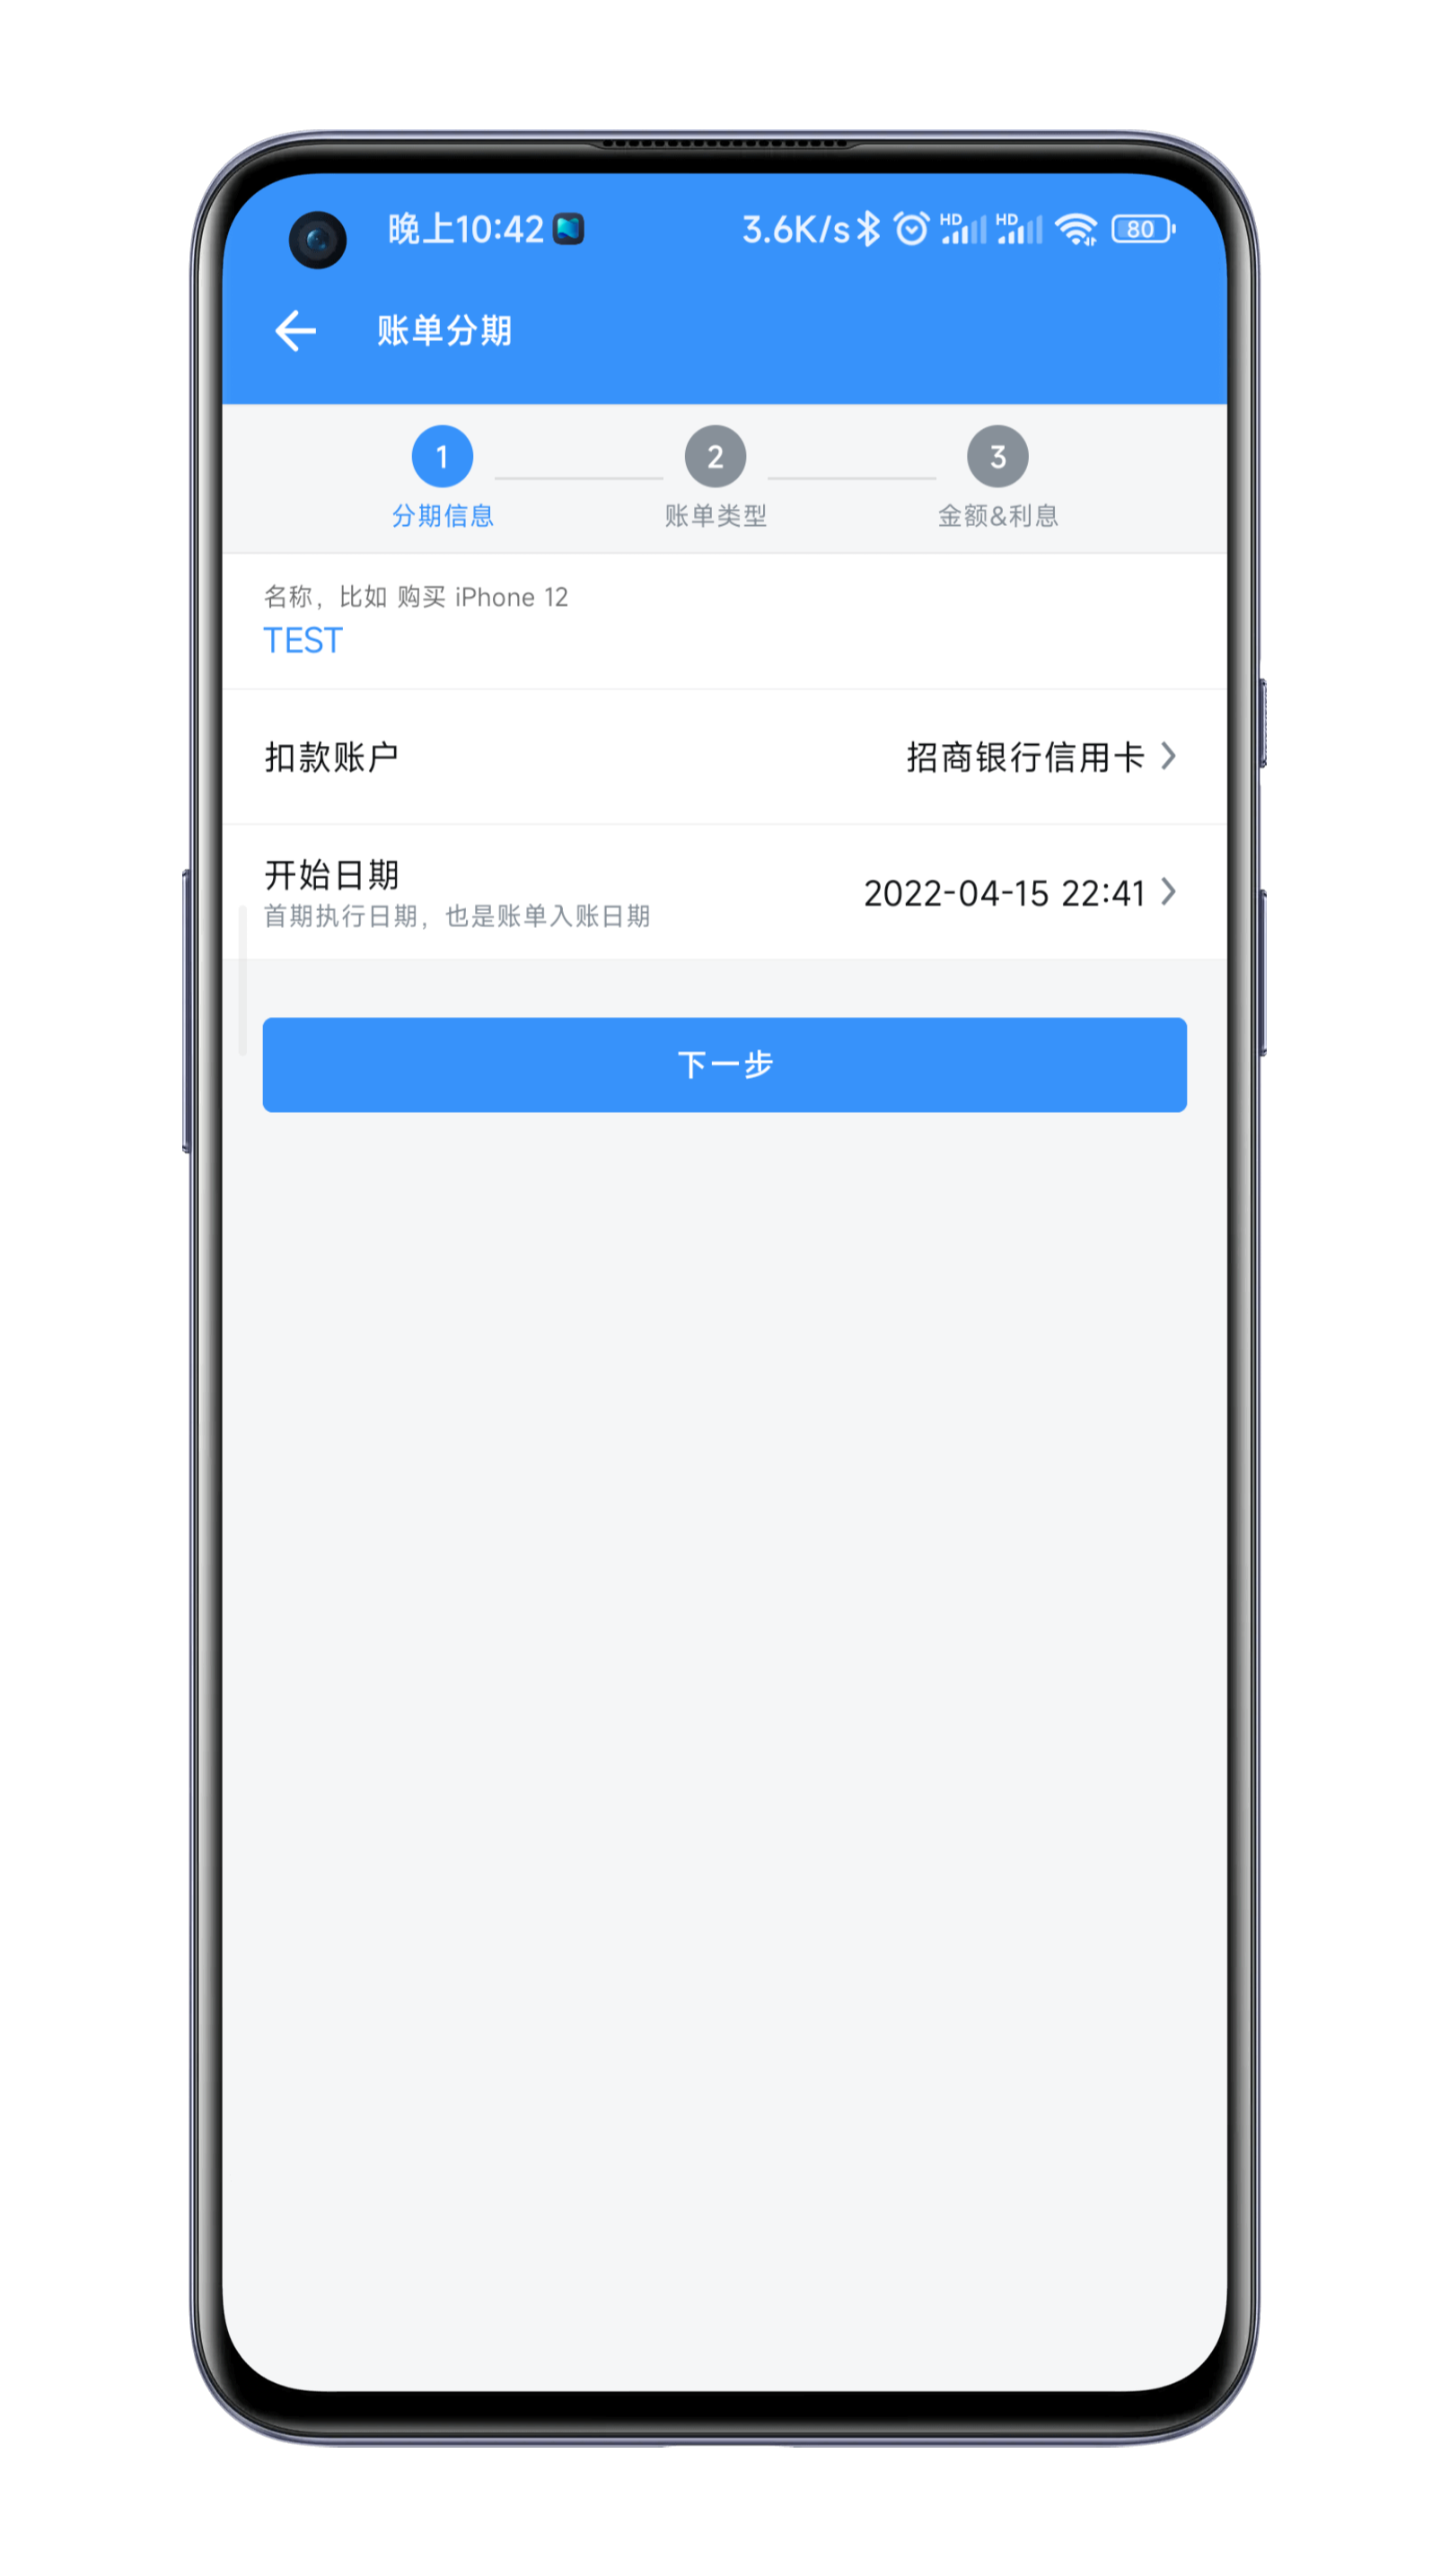 晚上10:42
3.6K/s HD HD 80
账单分期
1 2 3
分期信息 账单类型 金额&利息
名称，比如 购买 iPhone 12
TEST
扣款账户 招商银行信用卡
开始日期
首期执行日期，也是账单入账日期
2022-04-15 22:41
下一步